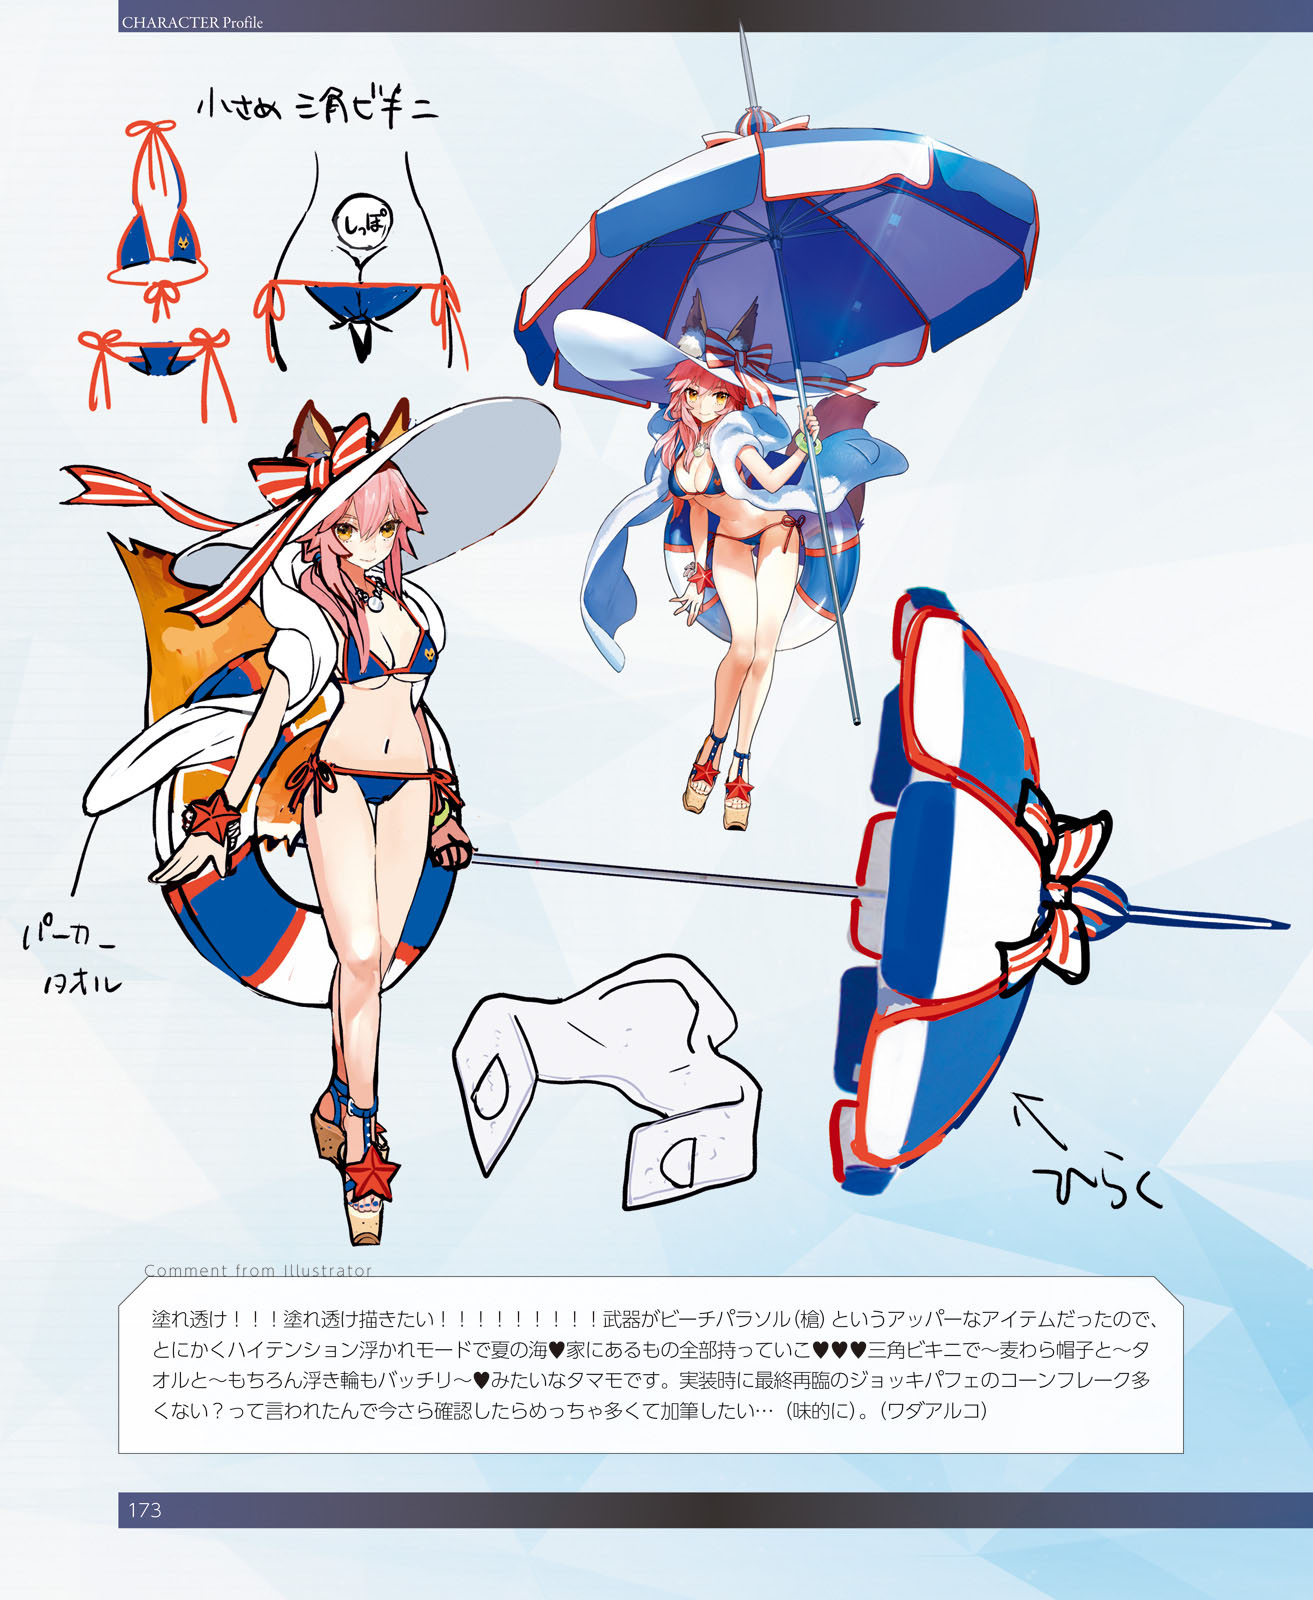 CHARACTER Profile
小さめ 三角ビキニ
しっぽ
パーカー
タオル
ひらく
Comment from Illustrator
塗れ透け！！！塗れ透け描きたい！！！！！！！！！武器がビーチパラソル（槍）というアッパーなアイテムだったので、
とにかくハイテンション浮かれモードで夏の海♥家にあるもの全部持っていこ♥♥♥三角ビキニで～麦わら帽子と～タ
オルと～もちろん浮き輪もバッチリ～♥みたいなタマモです。実装時に最終再臨のジョッキパフェのコーンフレーク多
くない？って言われたんで今さら確認したらめっちゃ多くて加筆したい…（味的に）。（ワダアルコ）
173